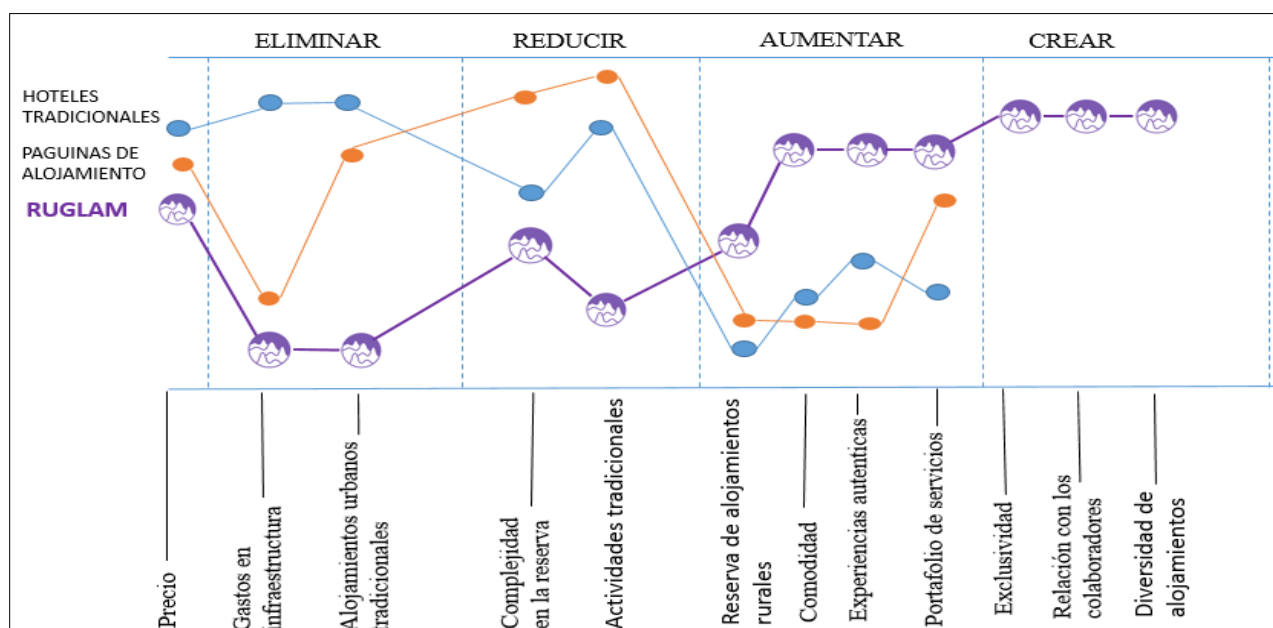 ELIMINAR
REDUCIR
AUMENTAR
CREAR
HOTELES
TRADICIONALES
PAGUINAS DE
ALOJAMIENTO
RUGLAM
Precio
Gastos en
infraestructura
Alojamientos urbanos
tradicionales
Complejidad
en la reserva
Actividades tradicionales
Reserva de alojamientos
rurales
Comodidad
Experiencias autenticas
Portafolio de servicios
Exclusividad
Relación con los
colaboradores
Diversidad de
alojamientos